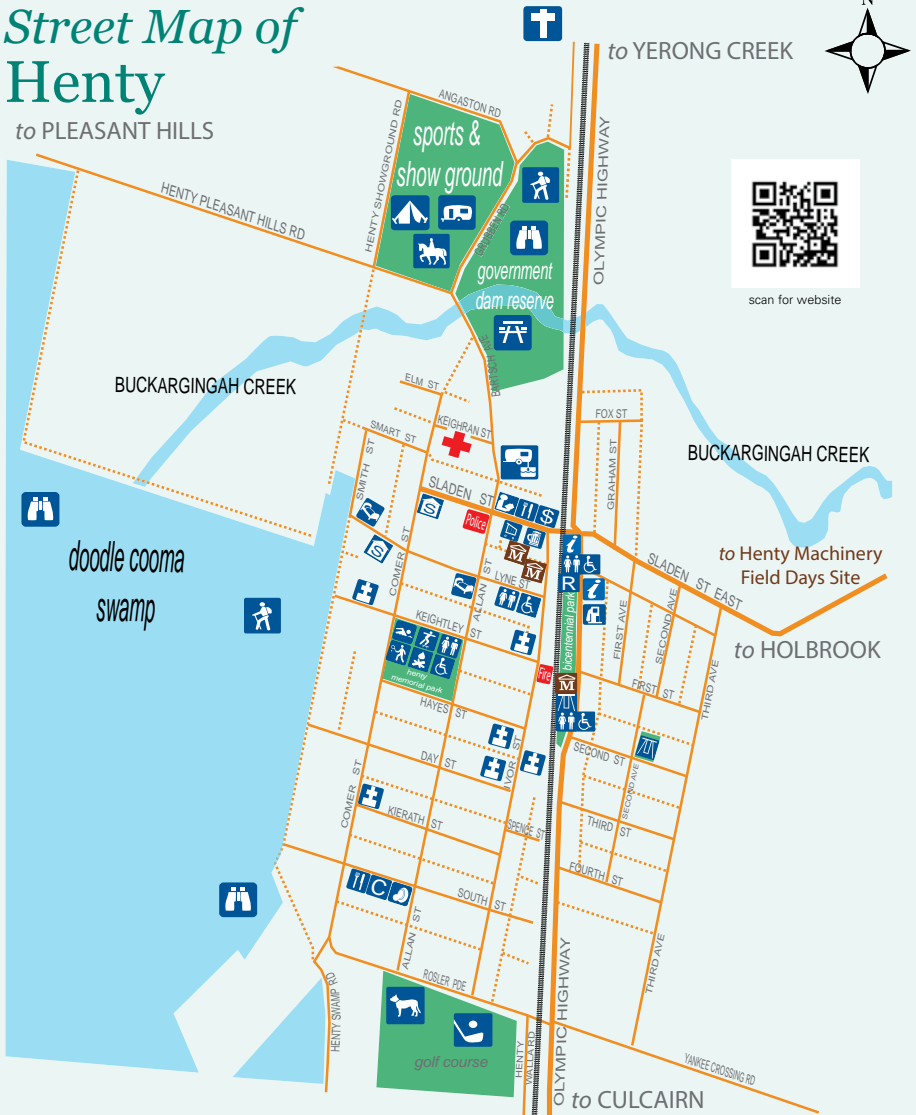 Street Map of
Henty
N
to YERONG CREEK
to PLEASANT HILLS
ANGASTON RD
sports &
show ground
HENTY SHOWGROUND RD
HENTY PLEASANT HILLS RD
GRUBBEN RD
OLYMPIC HIGHWAY
government
dam reserve
scan for website
BARTSCH AVE
BUCKARGINGAH CREEK
ELM ST
FOX ST
KEIGHRAN ST
SMART ST
SMITH ST
GRAHAM ST
BUCKARGINGAH CREEK
SLADEN ST
S
Police
$
i
M
M
S
doodle cooma
swamp
COMER ST
ALLAN ST
LYNE ST
R
i
SLADEN ST EAST
to Henty Machinery
Field Days Site
to HOLBROOK
KEIGHTLEY ST
bicentennial park
FIRST AVE
SECOND AVE
THIRD AVE
henty
memorial park
Fire
M
FIRST ST
HAYES ST
IVOR ST
DAY ST
SECOND ST
SECOND AVE
COMER ST
KIERATH ST
SPENCE ST
THIRD ST
FOURTH ST
C
SOUTH ST
ALLAN ST
THIRD AVE
ROSLER PDE
HENTY SWAMP RD
golf course
HENTY
WALLA RD
OLYMPIC HIGHWAY
YANKEE CROSSING RD
to CULCAIRN